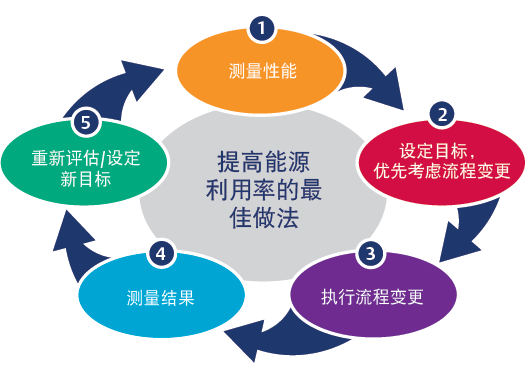 1
测量性能
2
设定目标，
优先考虑流程变更
3
执行流程变更
4
测量结果
5
重新评估/设定
新目标
提高能源
利用率的最
佳做法